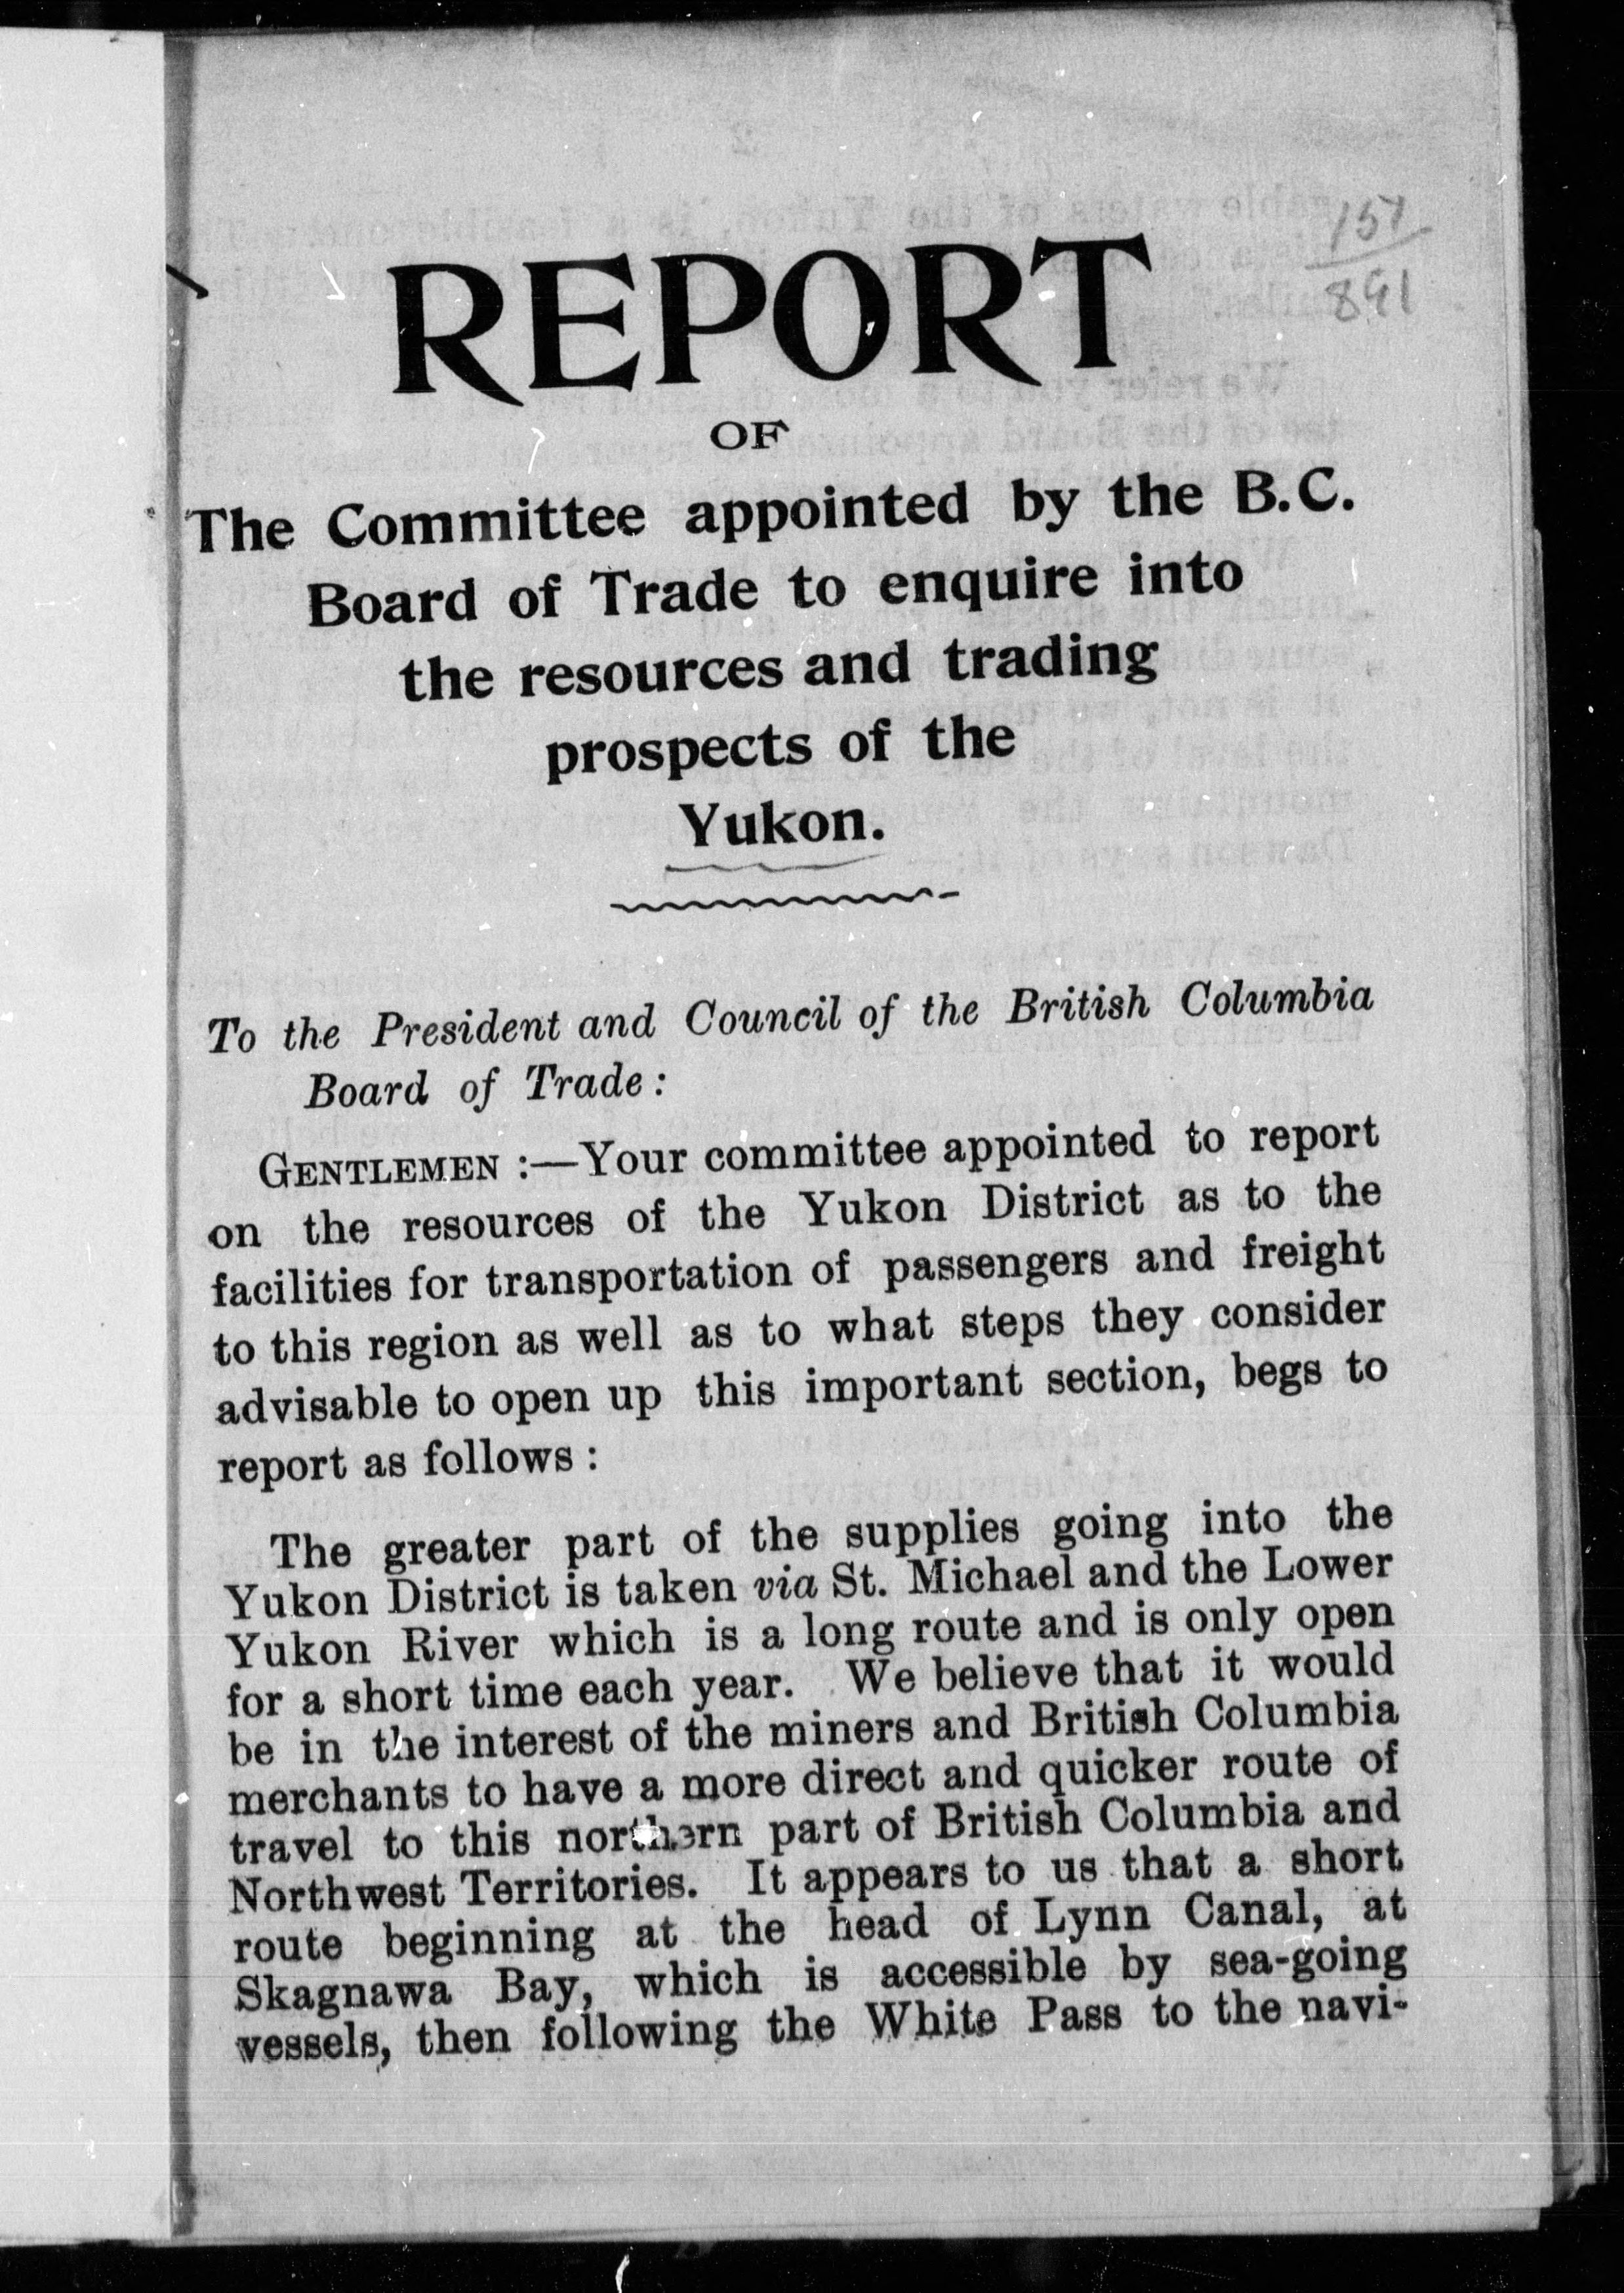 REPORT
OF
The Committee appointed by the B.C.
Board of Trade to enquire into
the resources and trading
prospects of the
Yukon.
To the President and Council of the British Columbia
Board of Trade:
GENTLEMEN :—Your committee appointed to report
on the resources of the Yukon District as to the
facilities for transportation of passengers and freight
to this region as well as to what steps they consider
advisable to open up this important section, begs to
report as follows :
The greater part of the supplies going into the
Yukon District is taken via St. Michael and the Lower
Yukon River which is a long route and is only open
for a short time each year. We believe that it would
be in the interest of the miners and British Columbia
merchants to have a more direct and quicker route of
travel to this northern part of British Columbia and
Northwest Territories. It appears to us that a short
route beginning at the head of Lynn Canal, at
Skagnawa Bay, which is accessible by sea-going
vessels, then following the White Pass to the navi-